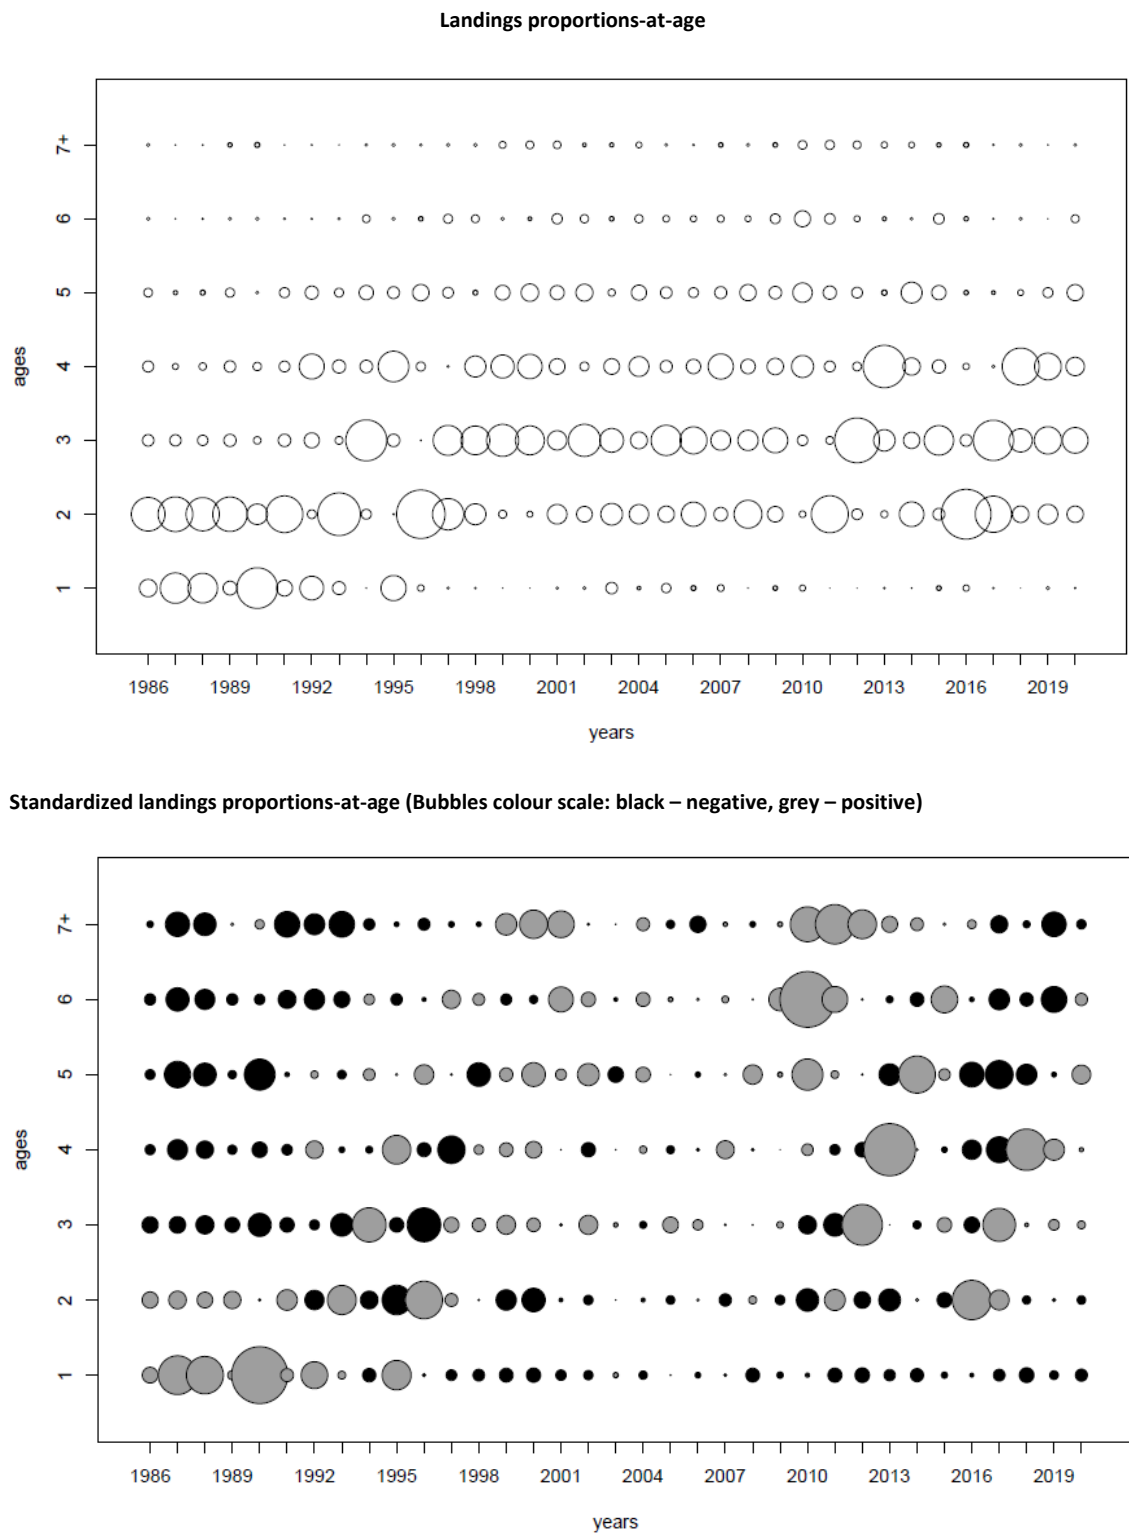 Landings proportions-at-age
7+
6
5
4
3
2
1
ages
1986 1989 1992 1995 1998 2001 2004 2007 2010 2013 2016 2019
years
Standardized landings proportions-at-age (Bubbles colour scale: black – negative, grey – positive)
7+
6
5
4
3
2
1
ages
1986 1989 1992 1995 1998 2001 2004 2007 2010 2013 2016 2019
years